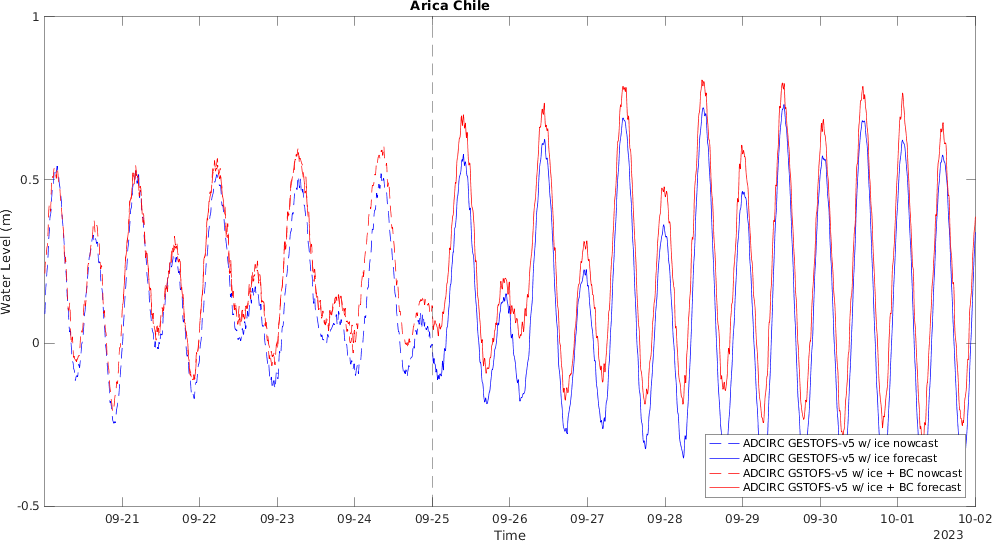 Arica Chile
1
0.5
0
-0.5
Water Level (m)
ADCIRC GESTOFS-v5 w/ ice nowcast
ADCIRC GESTOFS-v5 w/ ice forecast
ADCIRC GSTOFS-v5 w/ ice + BC nowcast
ADCIRC GSTOFS-v5 w/ ice + BC forecast
09-21 09-22 09-23 09-24 09-25 09-26 09-27 09-28 09-29 09-30 10-01 10-02
Time
2023